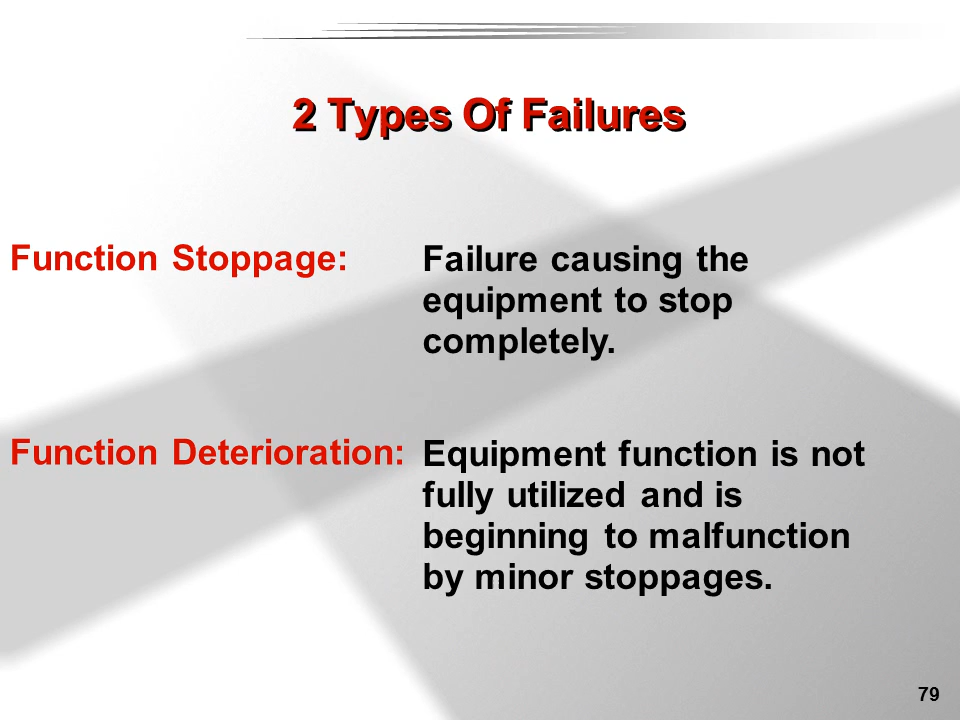 2 Types Of Failures
Function Stoppage:
Failure causing the
equipment to stop
completely.
Function Deterioration:
Equipment function is not
fully utilized and is
beginning to malfunction
by minor stoppages.
79